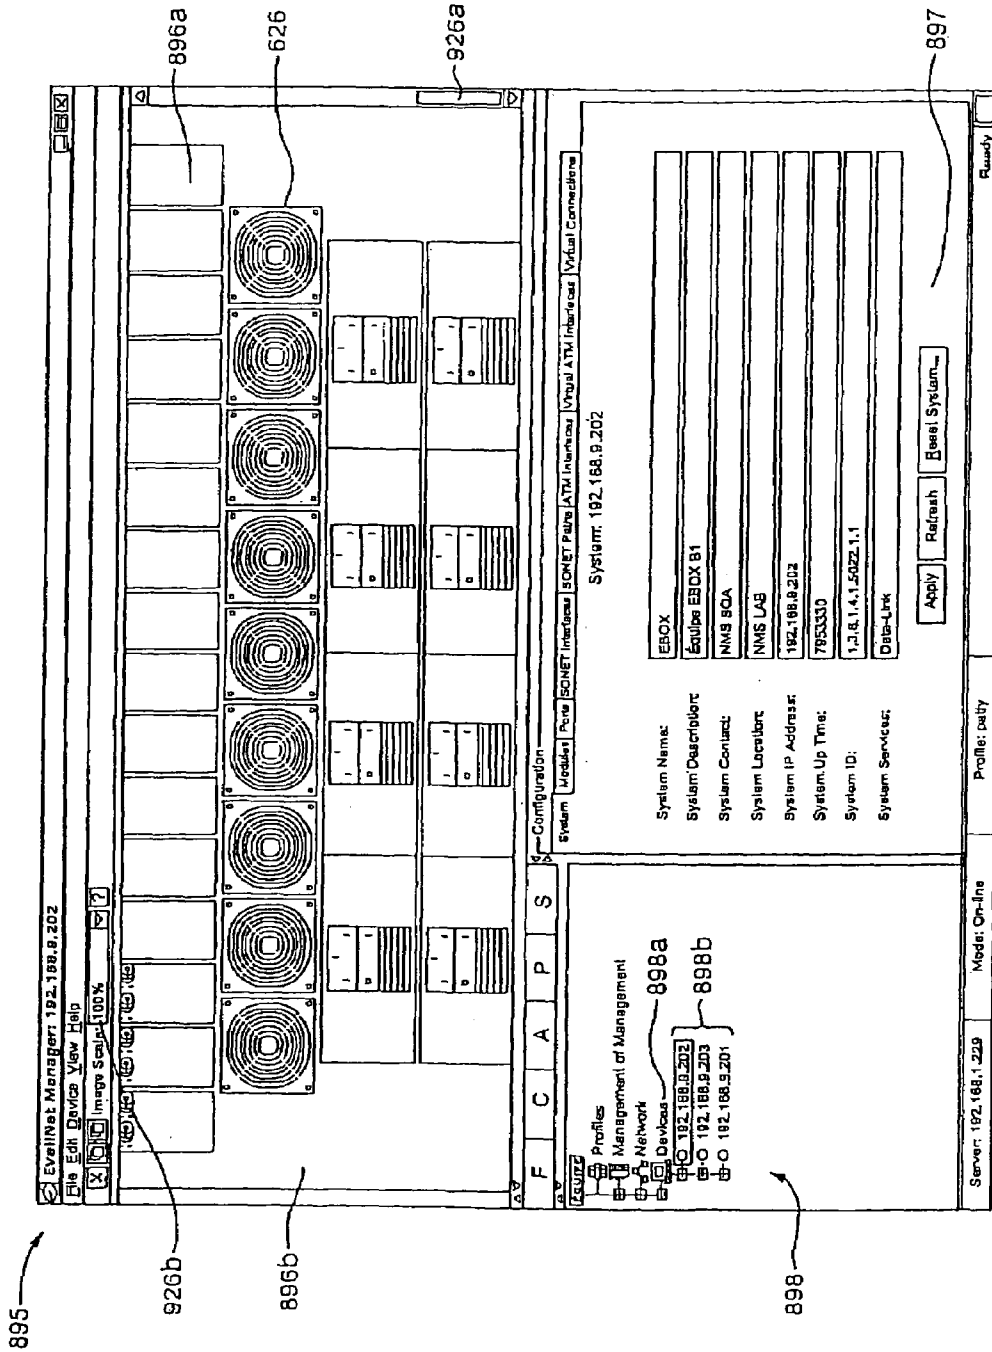 895
EvaliNet Manager: 192.168.9.202
File Edit Device View Help
Image Scale: 100%
?
926b
896a
626
926a
896b
F C A P P S
Configuration
System Modules Ports SONET Interfaces SONET Paths ATM Interfaces Virtual ATM Interfaces Virtual Connections
System: 192.168.9.202
Profiles
Management of Management
Network
Devices
192.168.9.202
192.168.9.203
192.168.9.201
898a
898b
898
System Name: EBOX
System Description: Equipe EBOX B1
System Contact: NMS SQA
System Location: NMS LAB
System IP Address: 192.168.9.202
System Up Time: 7953330
System ID: 1.3.6.1.4.1.5022.1.1
System Services: Data-Link
Apply Refresh Reset System...
897
Server: 192.168.1.229 Mode: On-line Profile: patty Ready